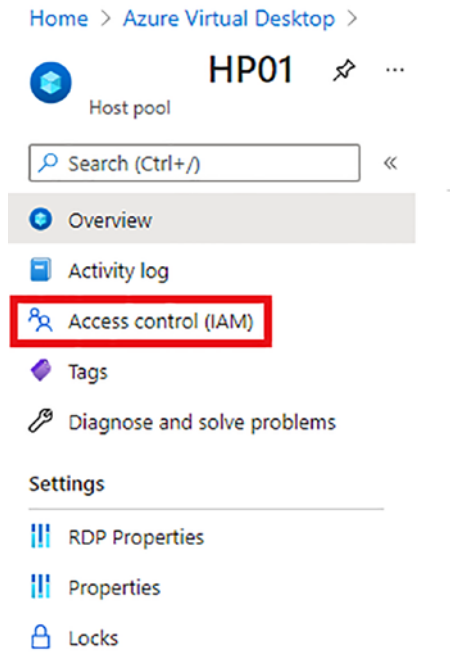 Home > Azure Virtual Desktop >
HP01 ...
Host pool
Search (Ctrl+/) «
Overview
Activity log
Access control (IAM)
Tags
Diagnose and solve problems
Settings
RDP Properties
Properties
Locks